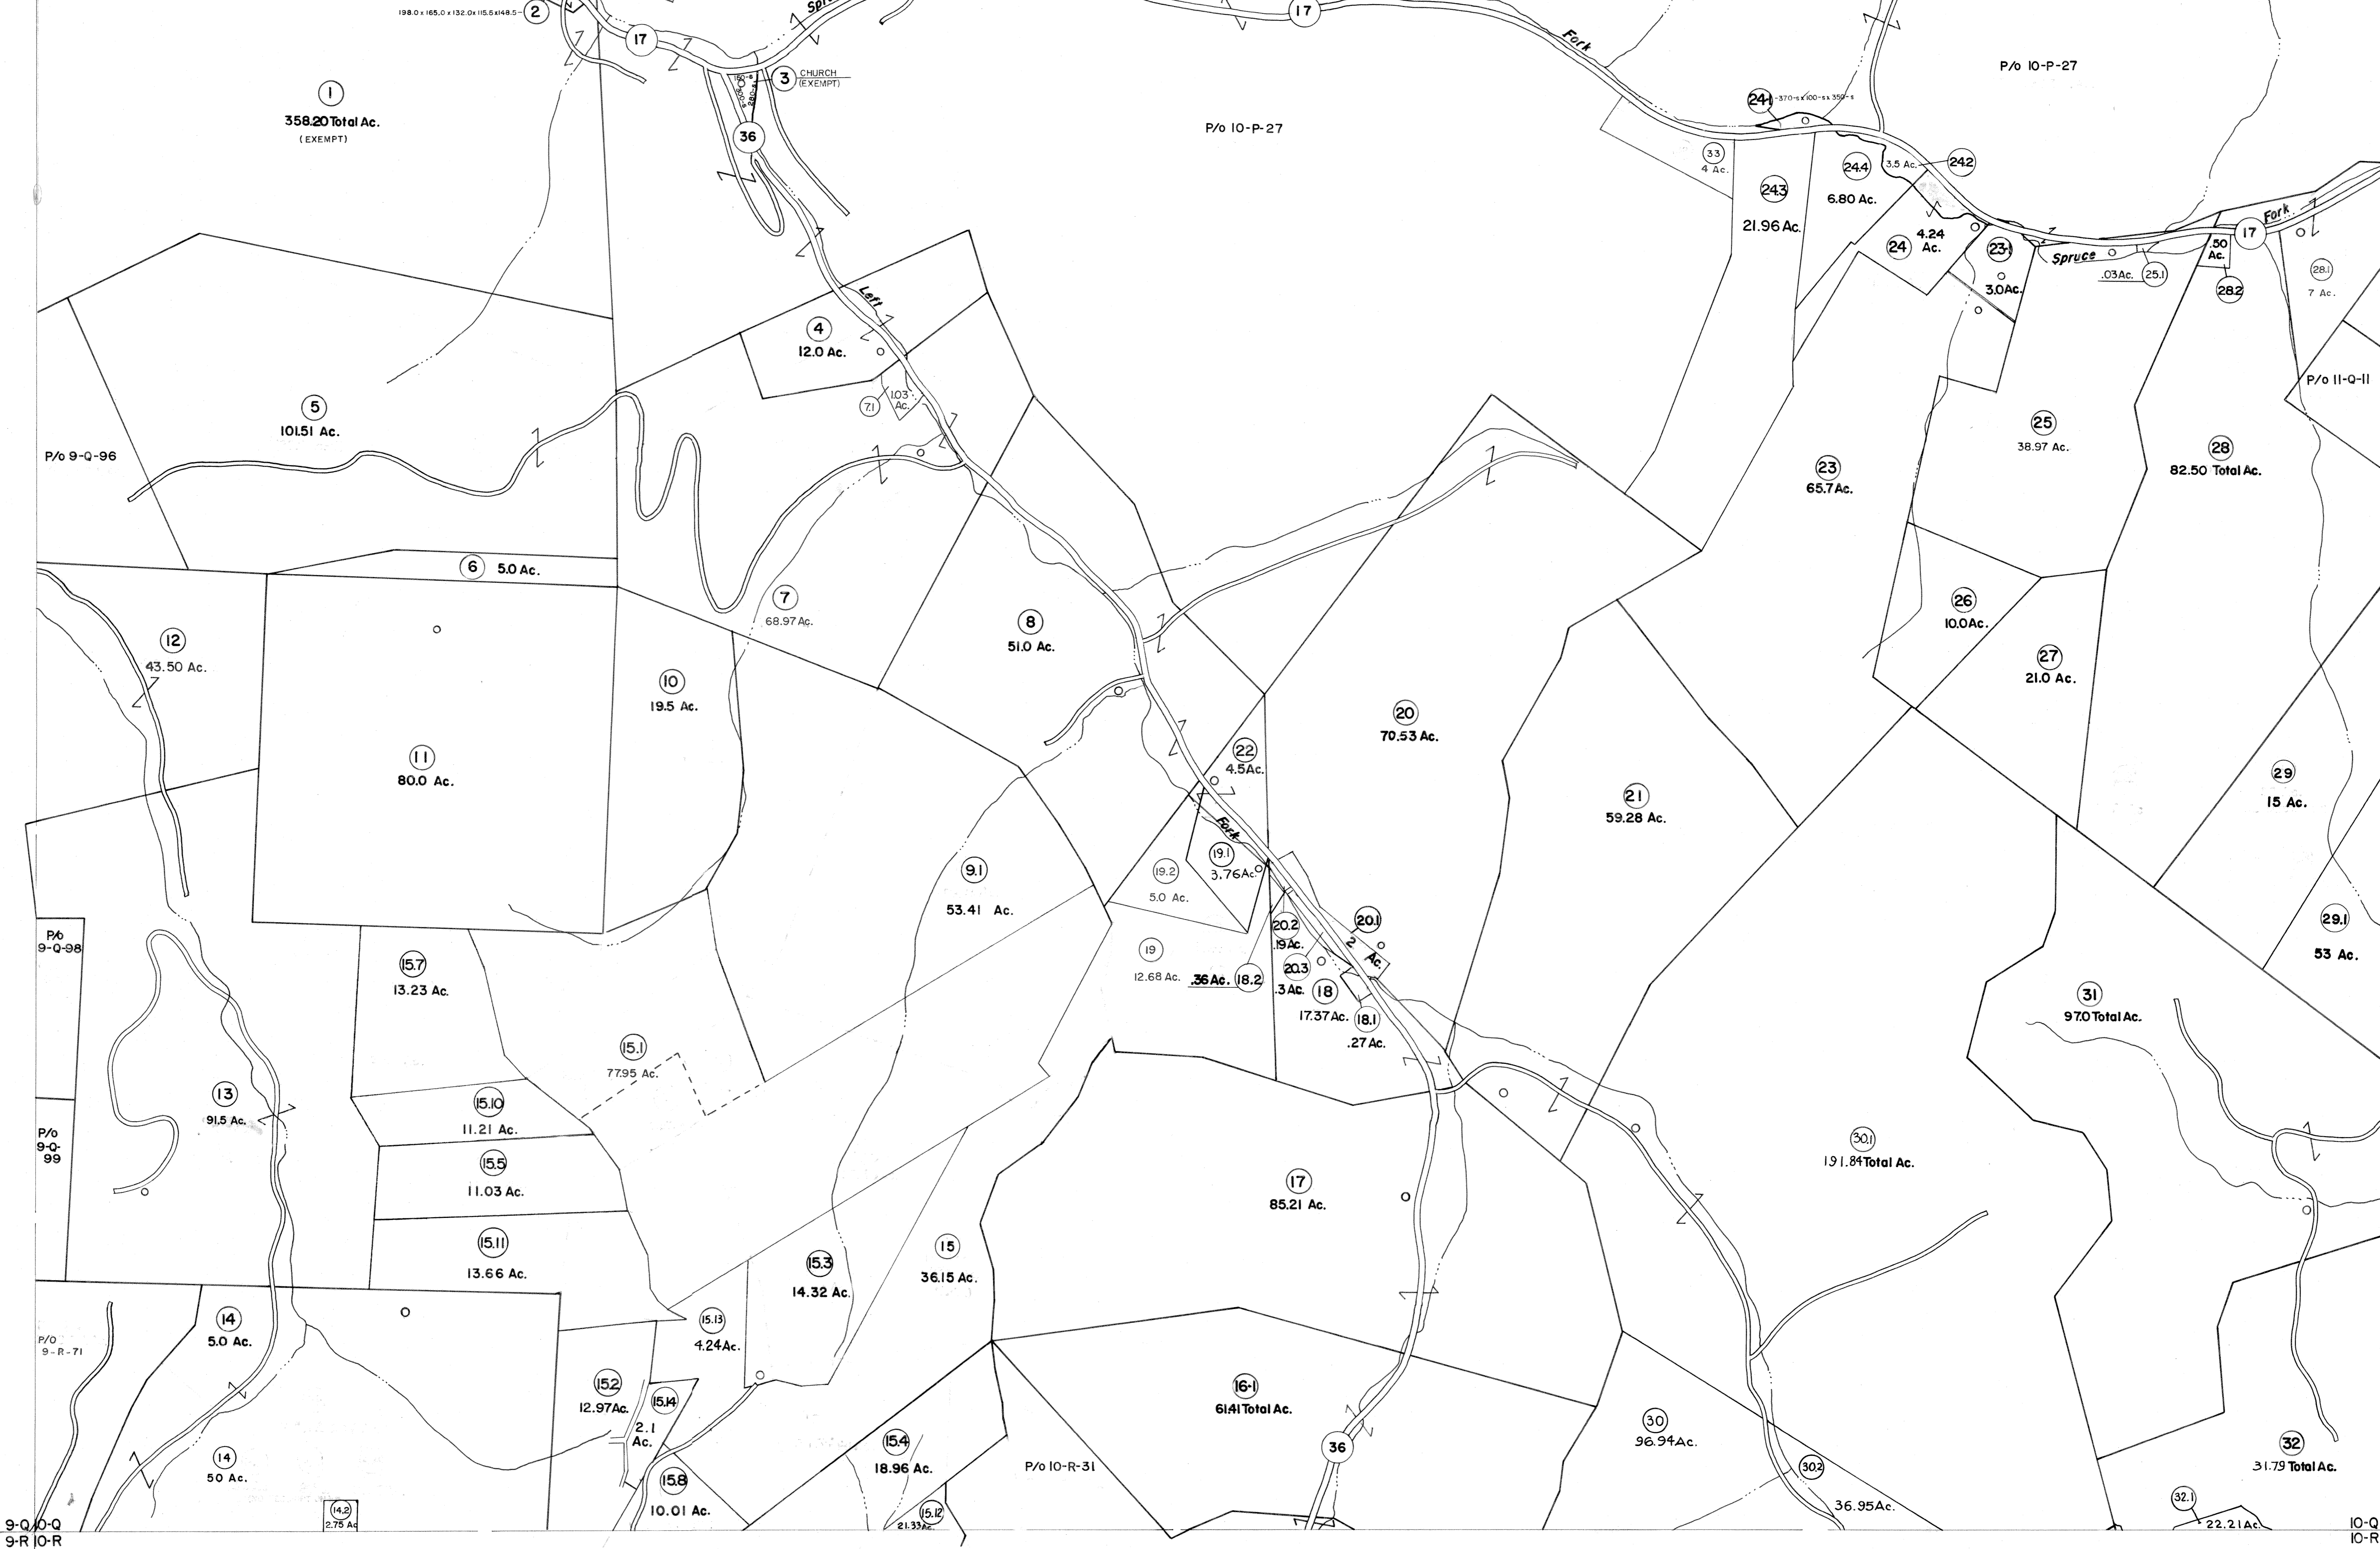 198.0 x 165.0 x 132.0 x 115.5 x 148.5
2
17
17
Fork
P/o 10-P-27
1
358.20 Total Ac.
(EXEMPT)
3
CHURCH
(EXEMPT)
36
P/o 10-P-27
24.1
-370-s x 100-s x 350-s
33
4 Ac.
24.3
21.96 Ac.
24.4
6.80 Ac.
3.5 Ac.
24.2
24
4.24
Ac.
23.1
3.0 Ac.
Spruce
Fork
17
.03 Ac.
25.1
.50
Ac.
28.2
28.1
7 Ac.
P/o 11-Q-11
Left
4
12.0 Ac.
7.1
1.03
Ac.
5
101.51 Ac.
P/o 9-Q-96
23
65.7 Ac.
25
38.97 Ac.
28
82.50 Total Ac.
6
5.0 Ac.
7
68.97 Ac.
8
51.0 Ac.
26
10.0 Ac.
27
21.0 Ac.
12
43.50 Ac.
10
19.5 Ac.
11
80.0 Ac.
20
70.53 Ac.
22
4.5 Ac.
21
59.28 Ac.
29
15 Ac.
Fork
9.1
53.41 Ac.
19.2
5.0 Ac.
19.1
3.76 Ac.
29.1
53 Ac.
P/o
9-Q-98
20.2
.19 Ac.
20.1
2 Ac.
19
12.68 Ac.
.36 Ac.
18.2
20.3
.3 Ac.
18
17.37 Ac.
18.1
.27 Ac.
15.7
13.23 Ac.
31
97.0 Total Ac.
15.1
77.95 Ac.
13
91.5 Ac.
15.10
11.21 Ac.
P/o
9-Q-
99
15.5
11.03 Ac.
30.1
191.84 Total Ac.
17
85.21 Ac.
15.11
13.66 Ac.
15.3
14.32 Ac.
15
36.15 Ac.
14
5.0 Ac.
15.13
4.24 Ac.
P/o
9-R-71
15.2
12.97 Ac.
15.14
2.1
Ac.
16.1
61.41 Total Ac.
30
96.94 Ac.
36
15.4
18.96 Ac.
P/o 10-R-31
32
31.79 Total Ac.
14
50 Ac.
15.8
10.01 Ac.
30.2
36.95 Ac.
14.2
2.75 Ac
15.12
21.33 Ac.
32.1
22.21 Ac.
9-Q
10-Q
9-R
10-R
10-Q
10-R